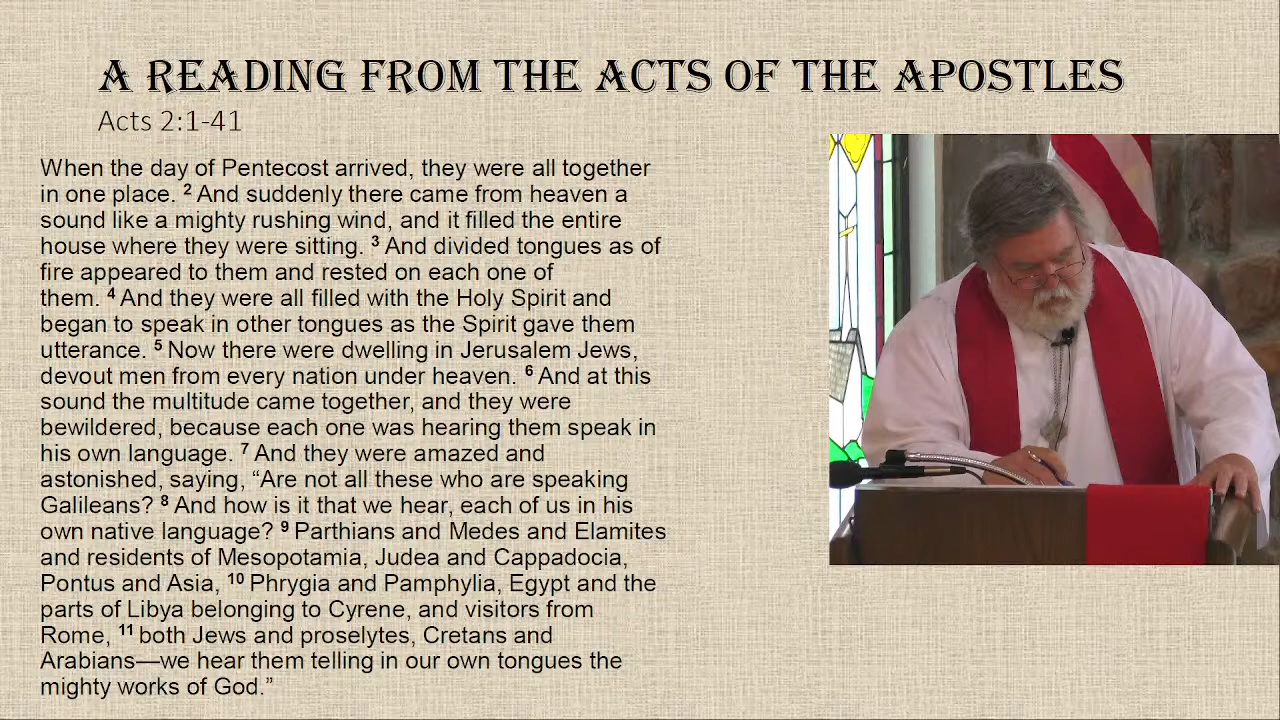 A READING FROM THE ACTS OF THE APOSTLES
Acts 2:1-41
When the day of Pentecost arrived, they were all together
in one place. 2 And suddenly there came from heaven a
sound like a mighty rushing wind, and it filled the entire
house where they were sitting. 3 And divided tongues as of
fire appeared to them and rested on each one of
them. 4 And they were all filled with the Holy Spirit and
began to speak in other tongues as the Spirit gave them
utterance. 5 Now there were dwelling in Jerusalem Jews,
devout men from every nation under heaven. 6 And at this
sound the multitude came together, and they were
bewildered, because each one was hearing them speak in
his own language. 7 And they were amazed and
astonished, saying, “Are not all these who are speaking
Galileans? 8 And how is it that we hear, each of us in his
own native language? 9 Parthians and Medes and Elamites
and residents of Mesopotamia, Judea and Cappadocia,
Pontus and Asia, 10 Phrygia and Pamphylia, Egypt and the
parts of Libya belonging to Cyrene, and visitors from
Rome, 11 both Jews and proselytes, Cretans and
Arabians—we hear them telling in our own tongues the
mighty works of God.”